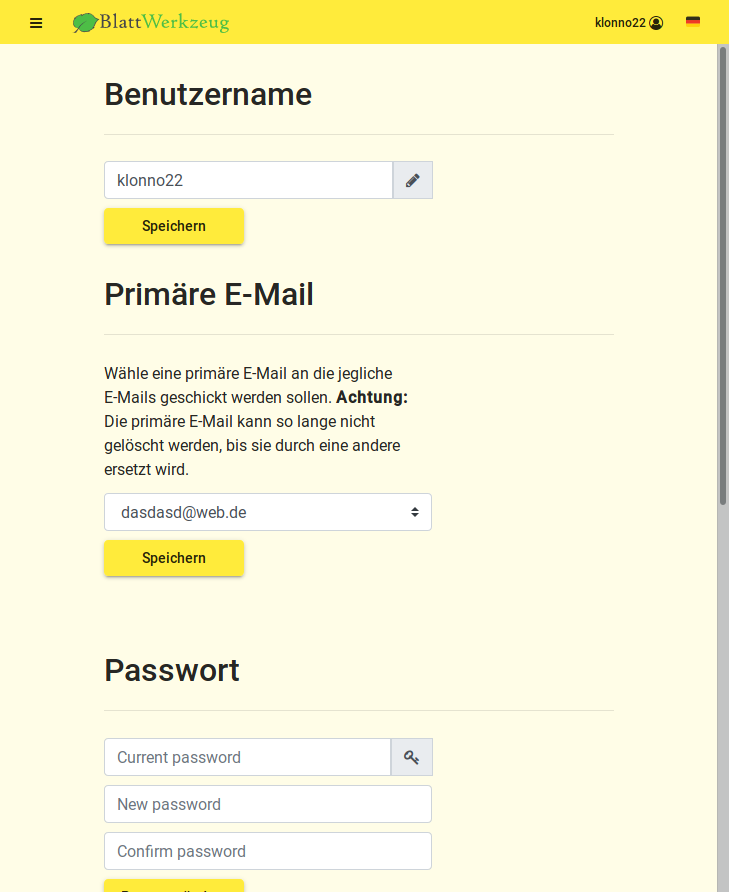 BlattWerkzeug
klonno22
Benutzername
klonno22
Speichern
Primäre E-Mail
Wähle eine primäre E-Mail an die jegliche
E-Mails geschickt werden sollen. Achtung:
Die primäre E-Mail kann so lange nicht
gelöscht werden, bis sie durch eine andere
ersetzt wird.
dasdasd@web.de
Speichern
Passwort
Current password
New password
Confirm password